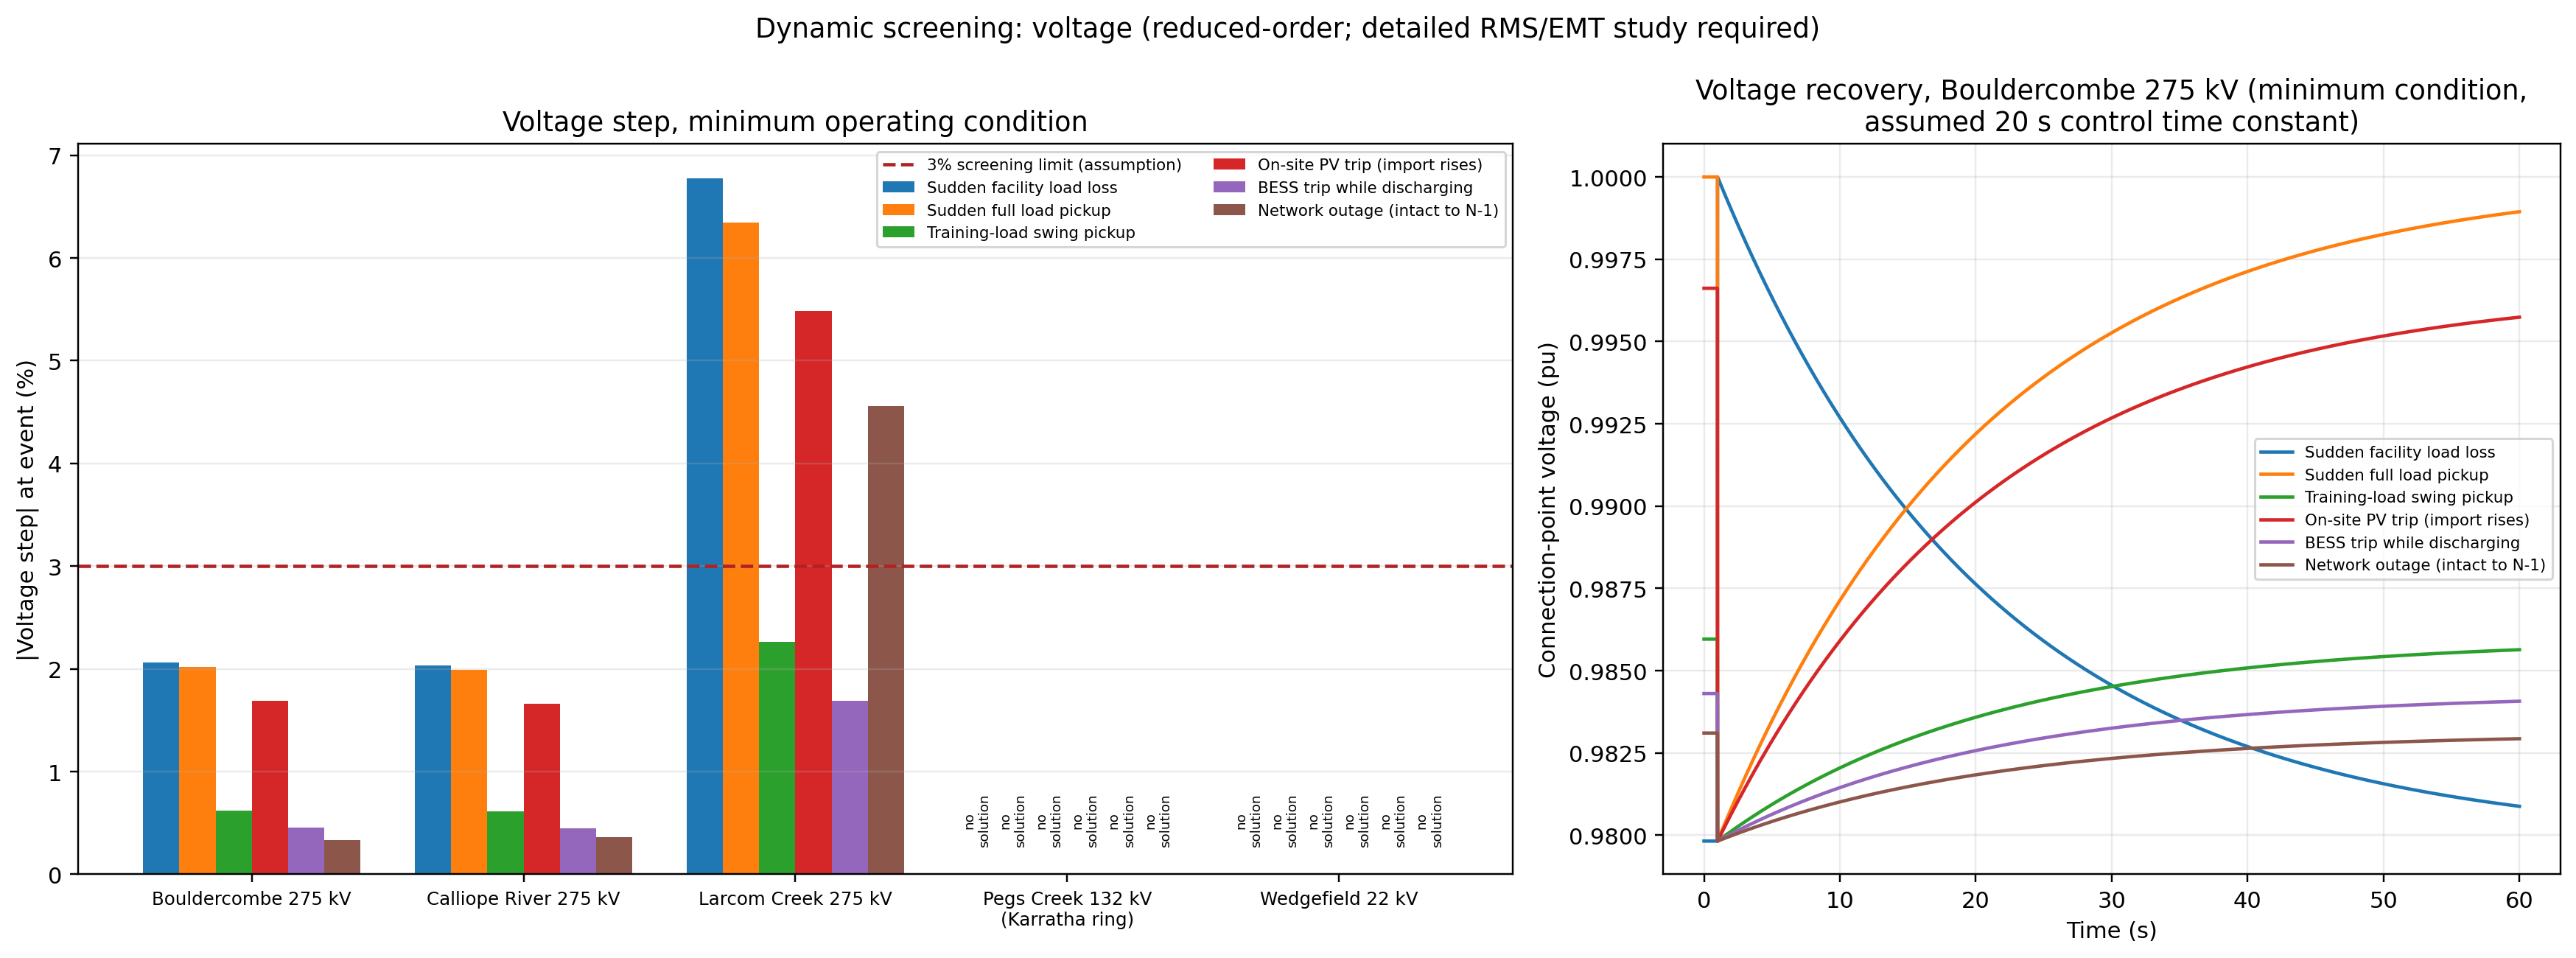 Dynamic screening: voltage (reduced-order; detailed RMS/EMT study required)
Voltage step, minimum operating condition
|Voltage step| at event (%)
7
6
5
4
3
2
1
0
3% screening limit (assumption)
Sudden facility load loss
Sudden full load pickup
Training-load swing pickup
On-site PV trip (import rises)
BESS trip while discharging
Network outage (intact to N-1)
no
solution
no
solution
no
solution
no
solution
no
solution
no
solution
no
solution
no
solution
no
solution
no
solution
no
solution
no
solution
Bouldercombe 275 kV
Calliope River 275 kV
Larcom Creek 275 kV
Pegs Creek 132 kV
(Karratha ring)
Wedgefield 22 kV
Voltage recovery, Bouldercombe 275 kV (minimum condition,
assumed 20 s control time constant)
Connection-point voltage (pu)
1.0000
0.9975
0.9950
0.9925
0.9900
0.9875
0.9850
0.9825
0.9800
Sudden facility load loss
Sudden full load pickup
Training-load swing pickup
On-site PV trip (import rises)
BESS trip while discharging
Network outage (intact to N-1)
0
10
20
30
40
50
60
Time (s)